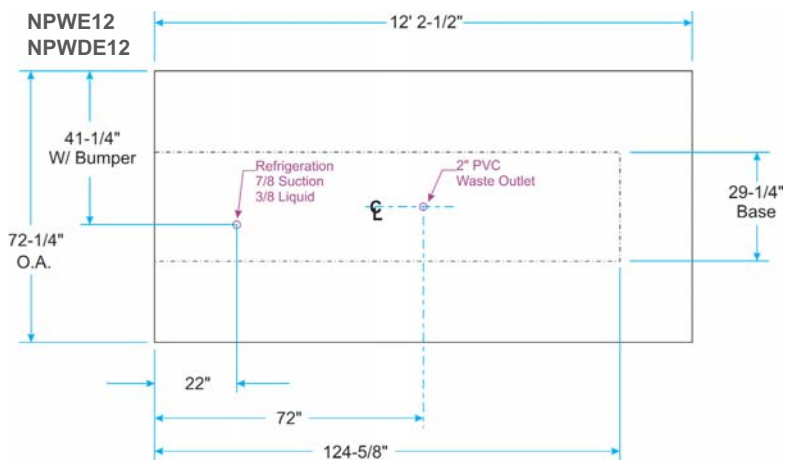 NPWE12
NPWDE12
12' 2-1/2"
41-1/4"
W/ Bumper
Refrigeration
7/8 Suction
3/8 Liquid
2" PVC
Waste Outlet
℄
29-1/4"
Base
72-1/4"
O.A.
22"
72"
124-5/8"